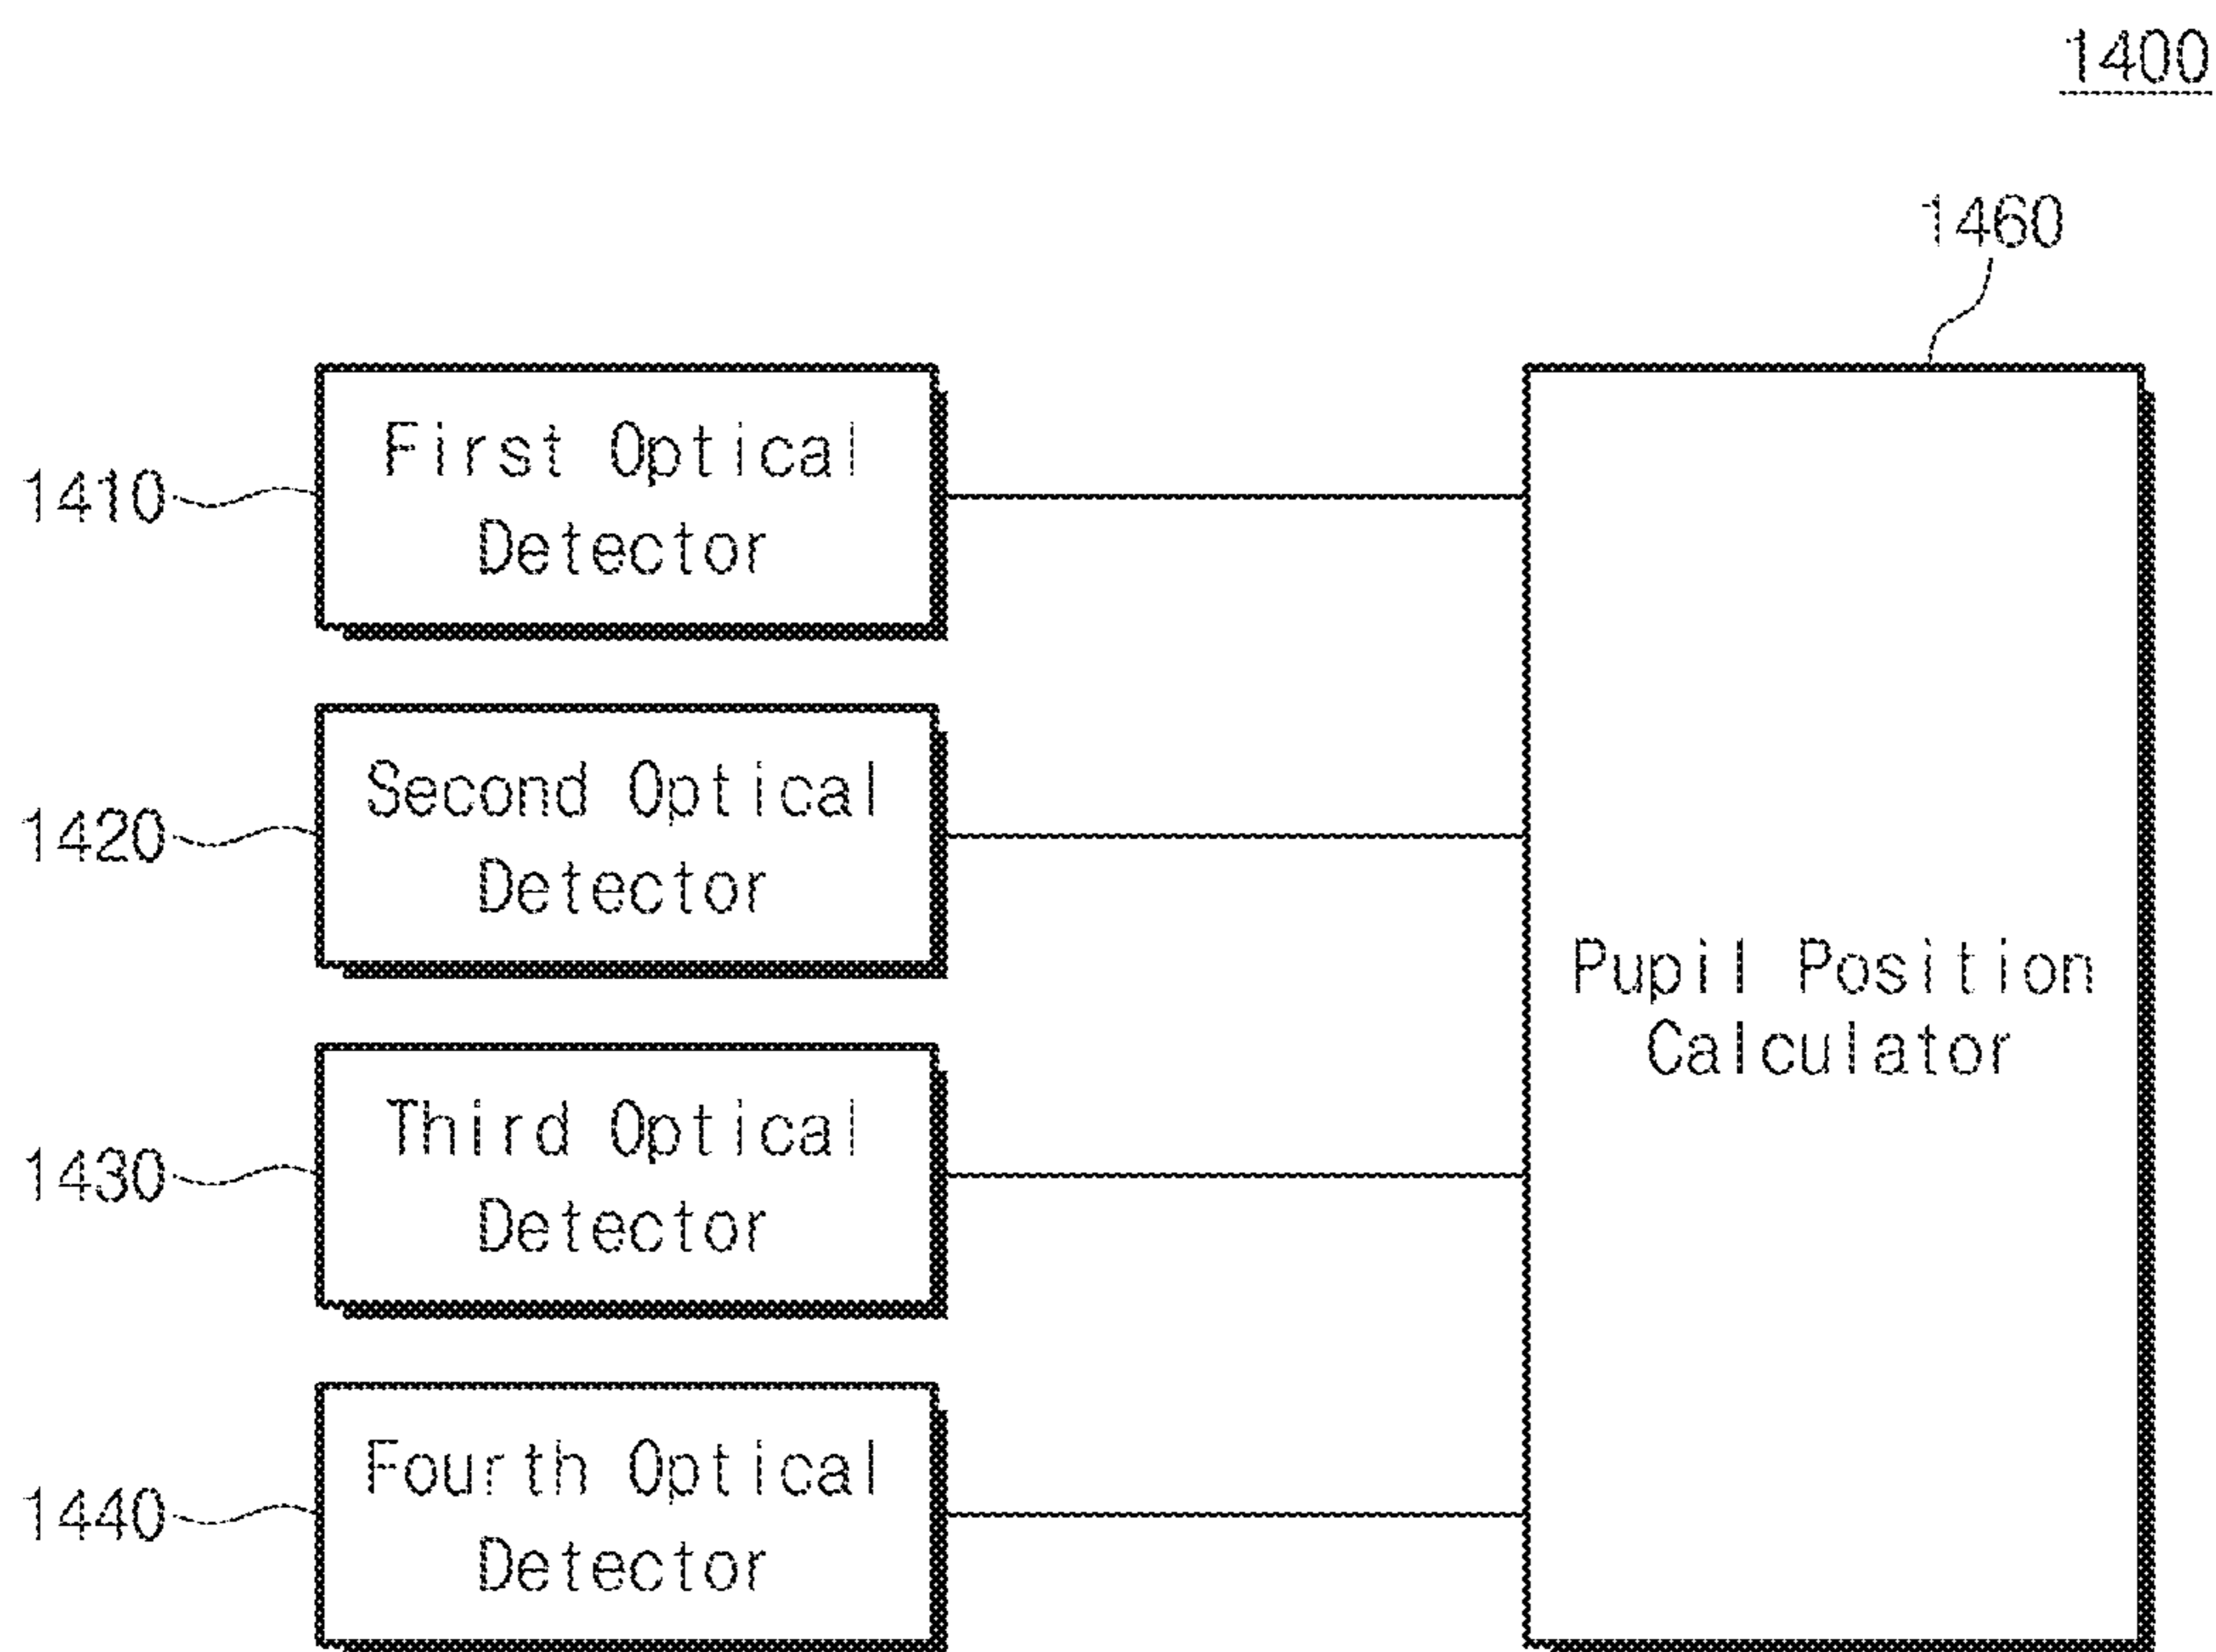 1400
1460
1410
First Optical
Detector
1420
Second Optical
Detector
Pupil Position
Calculator
1430
Third Optical
Detector
1440
Fourth Optical
Detector